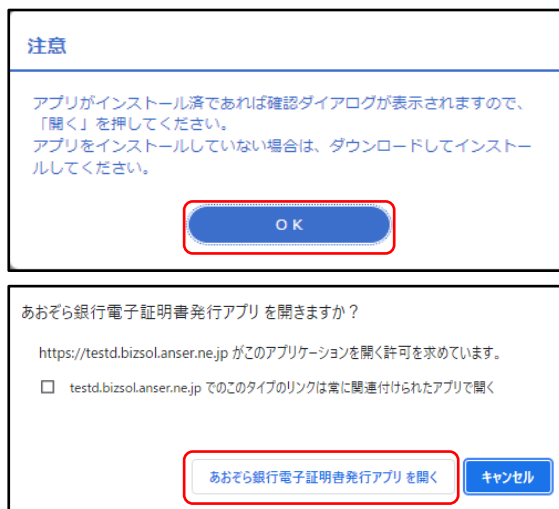 注意
アプリがインストール済であれば確認ダイアログが表示されますので、
「開く」を押してください。
アプリをインストールしていない場合は、ダウンロードしてインストー
ルしてください。
OK
あおぞら銀行電子証明書発行アプリ を開きますか？
https://testd.bizsol.anser.ne.jp がこのアプリケーションを開く許可を求めています。
testd.bizsol.anser.ne.jp でのこのタイプのリンクは常に関連付けられたアプリで開く
あおぞら銀行電子証明書発行アプリ を開く
キャンセル